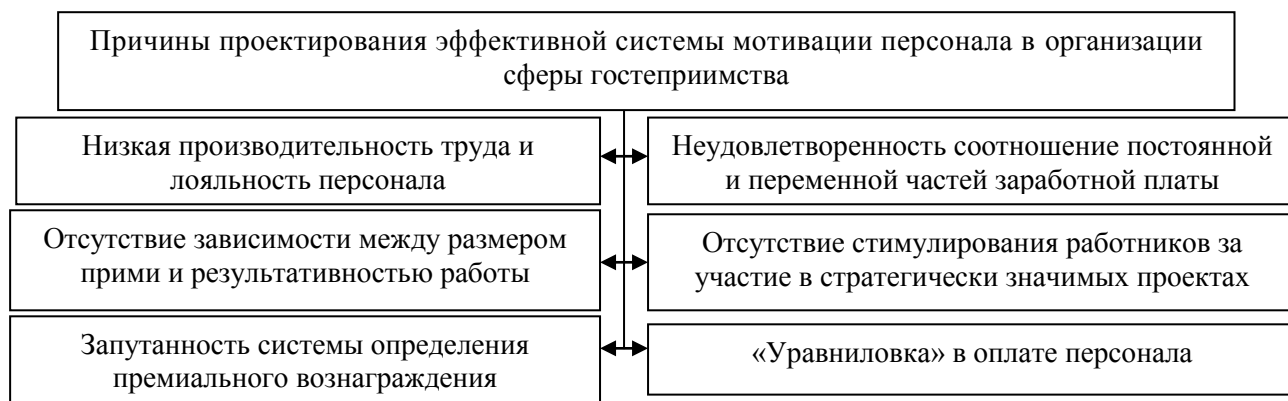 Причины проектирования эффективной системы мотивации персонала в организации
сферы гостеприимства
Низкая производительность труда и
лояльность персонала
Неудовлетворенность соотношение постоянной
и переменной частей заработной платы
Отсутствие зависимости между размером
прими и результативностью работы
Отсутствие стимулирования работников за
участие в стратегически значимых проектах
Запутанность системы определения
премиального вознаграждения
«Уравниловка» в оплате персонала